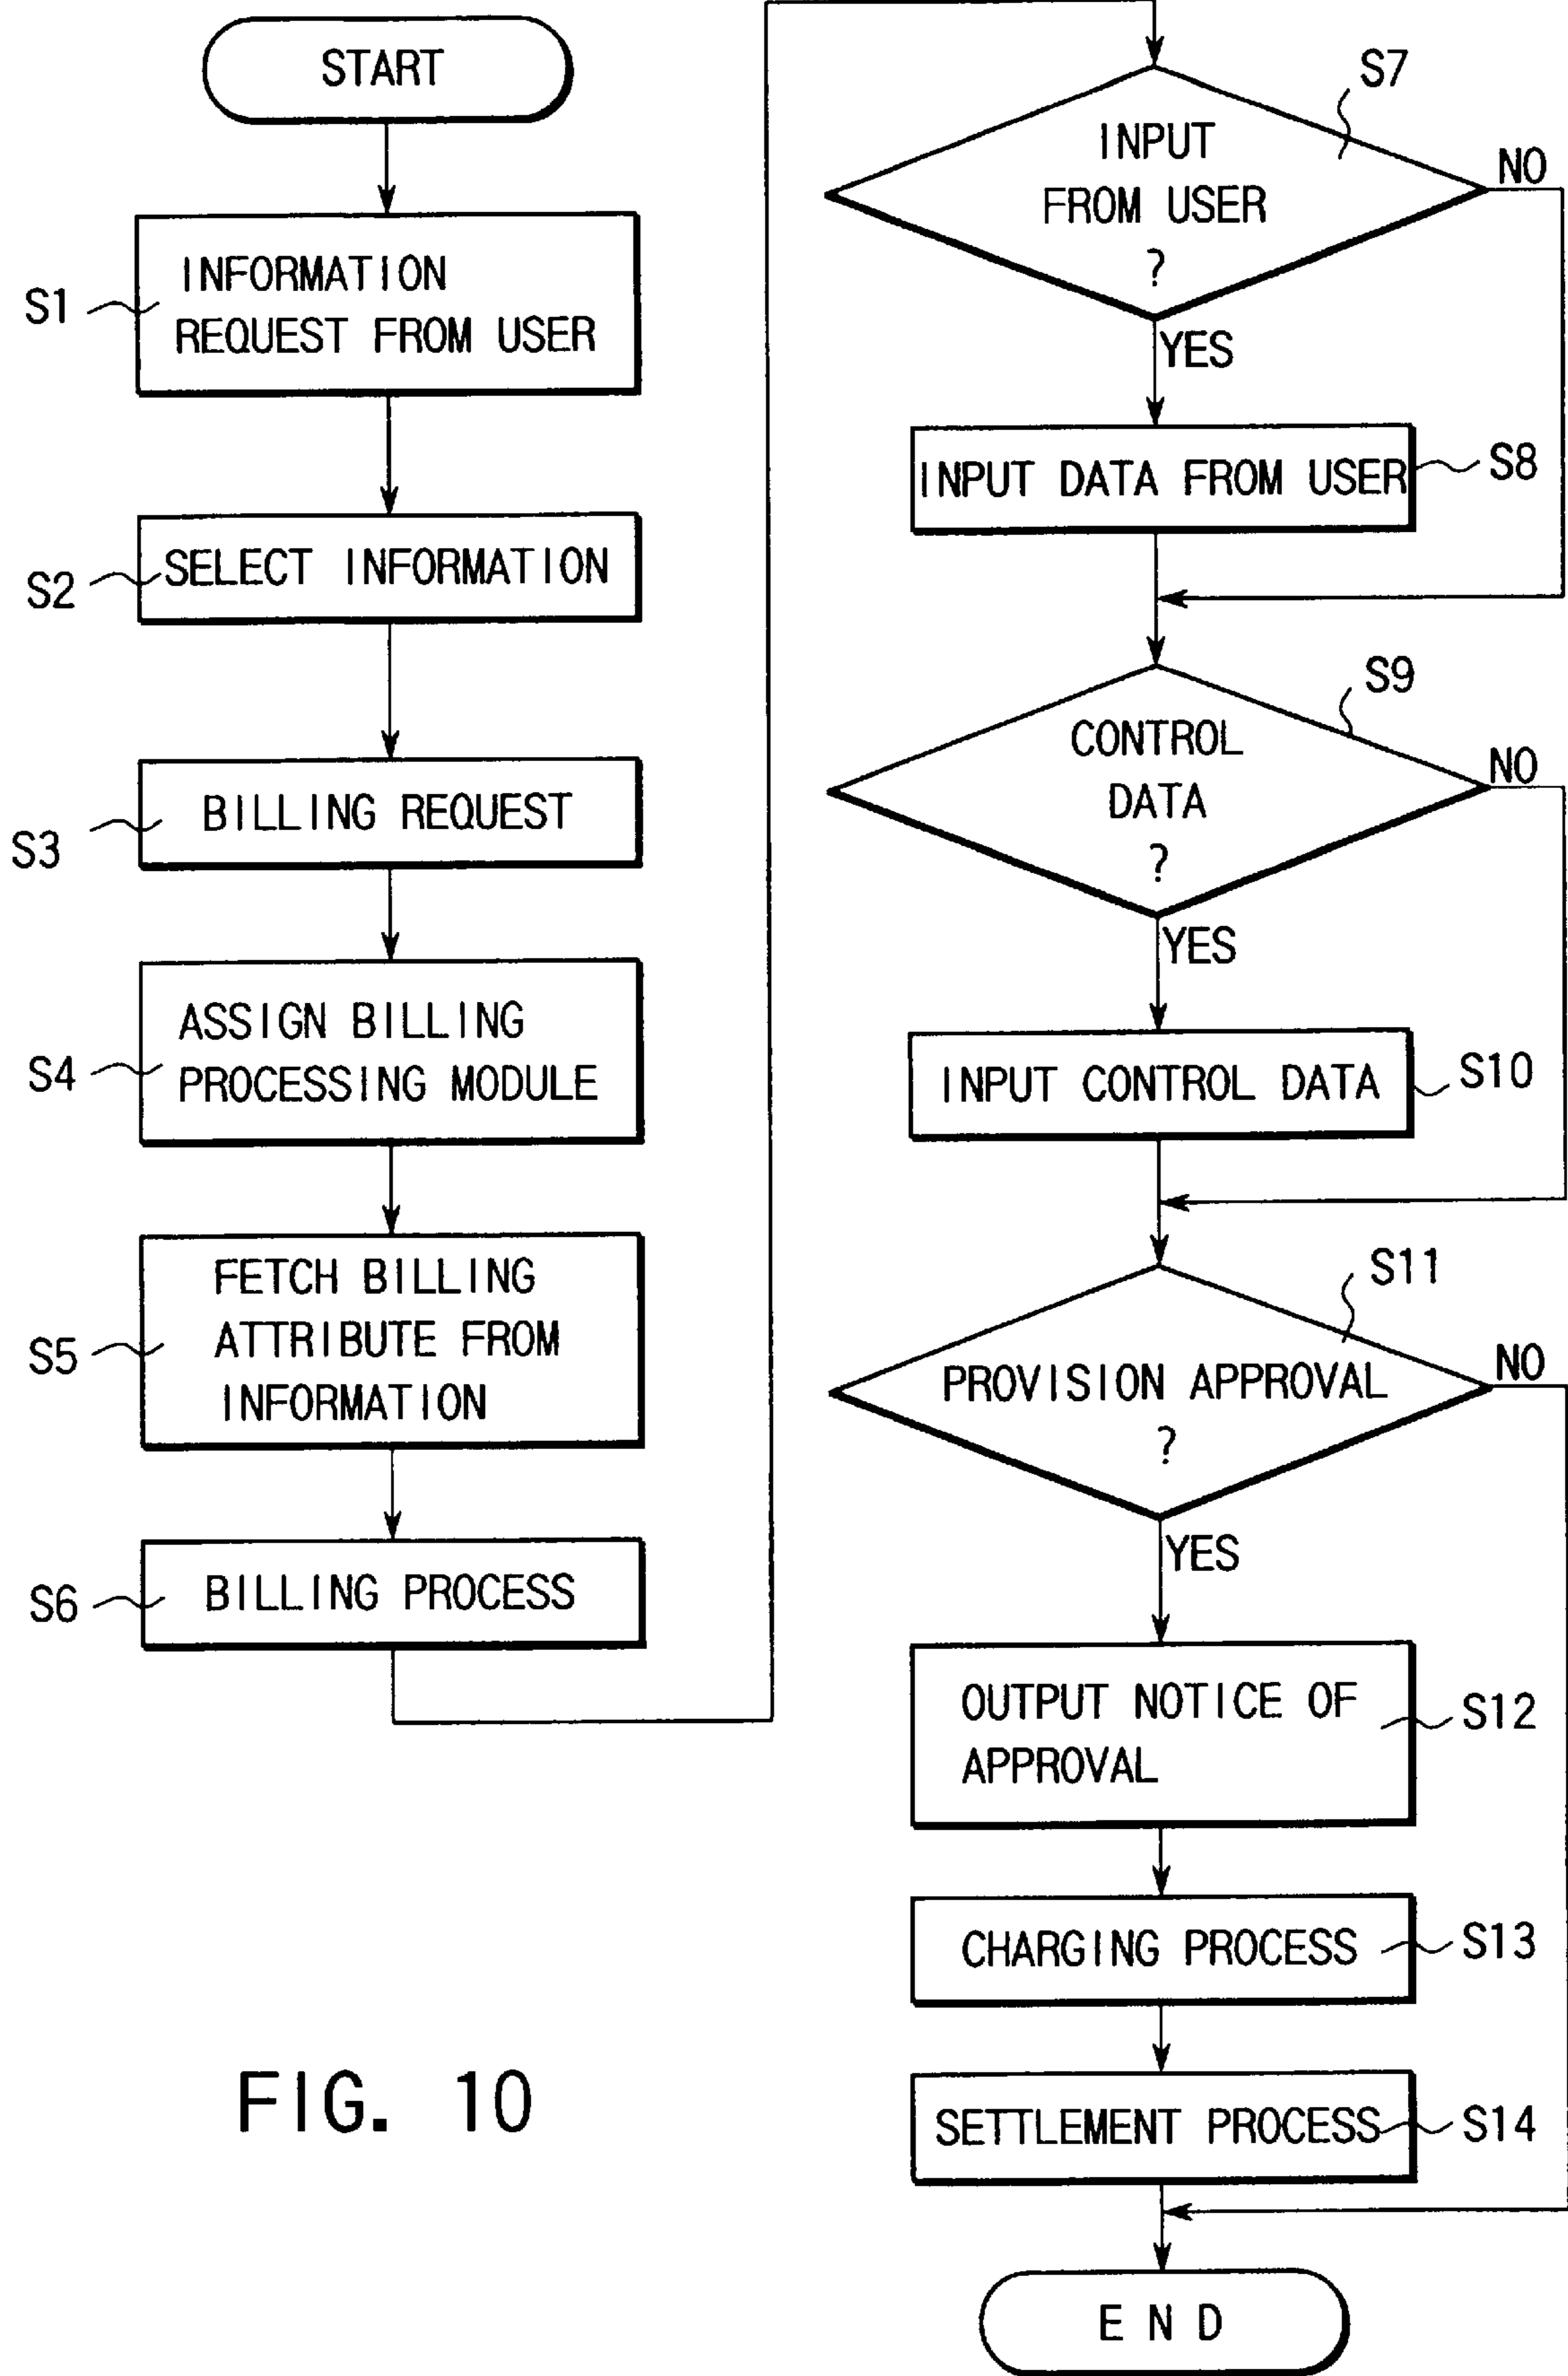 START
S1
INFORMATION
REQUEST FROM USER
S2
SELECT INFORMATION
S3
BILLING REQUEST
S4
ASSIGN BILLING
PROCESSING MODULE
S5
FETCH BILLING
ATTRIBUTE FROM
INFORMATION
S6
BILLING PROCESS
S7
INPUT
FROM USER
?
NO
YES
INPUT DATA FROM USER
S8
S9
CONTROL
DATA
?
NO
YES
INPUT CONTROL DATA
S10
S11
PROVISION APPROVAL
?
NO
YES
OUTPUT NOTICE OF
APPROVAL
S12
CHARGING PROCESS
S13
SETTLEMENT PROCESS
S14
END
FIG. 10